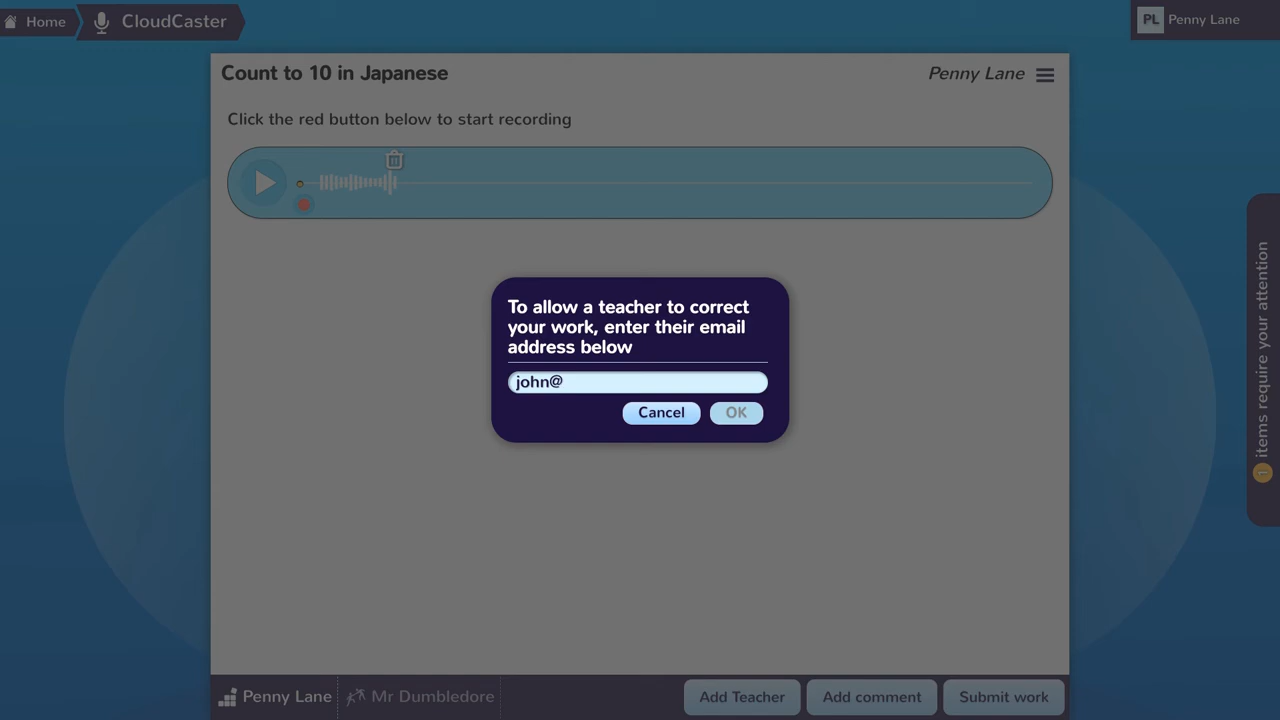 Home
CloudCaster
PL Penny Lane
Count to 10 in Japanese
Penny Lane
Click the red button below to start recording
To allow a teacher to correct
your work, enter their email
address below
john@
Cancel
OK
items require your attention
Penny Lane
Mr Dumbledore
Add Teacher
Add comment
Submit work